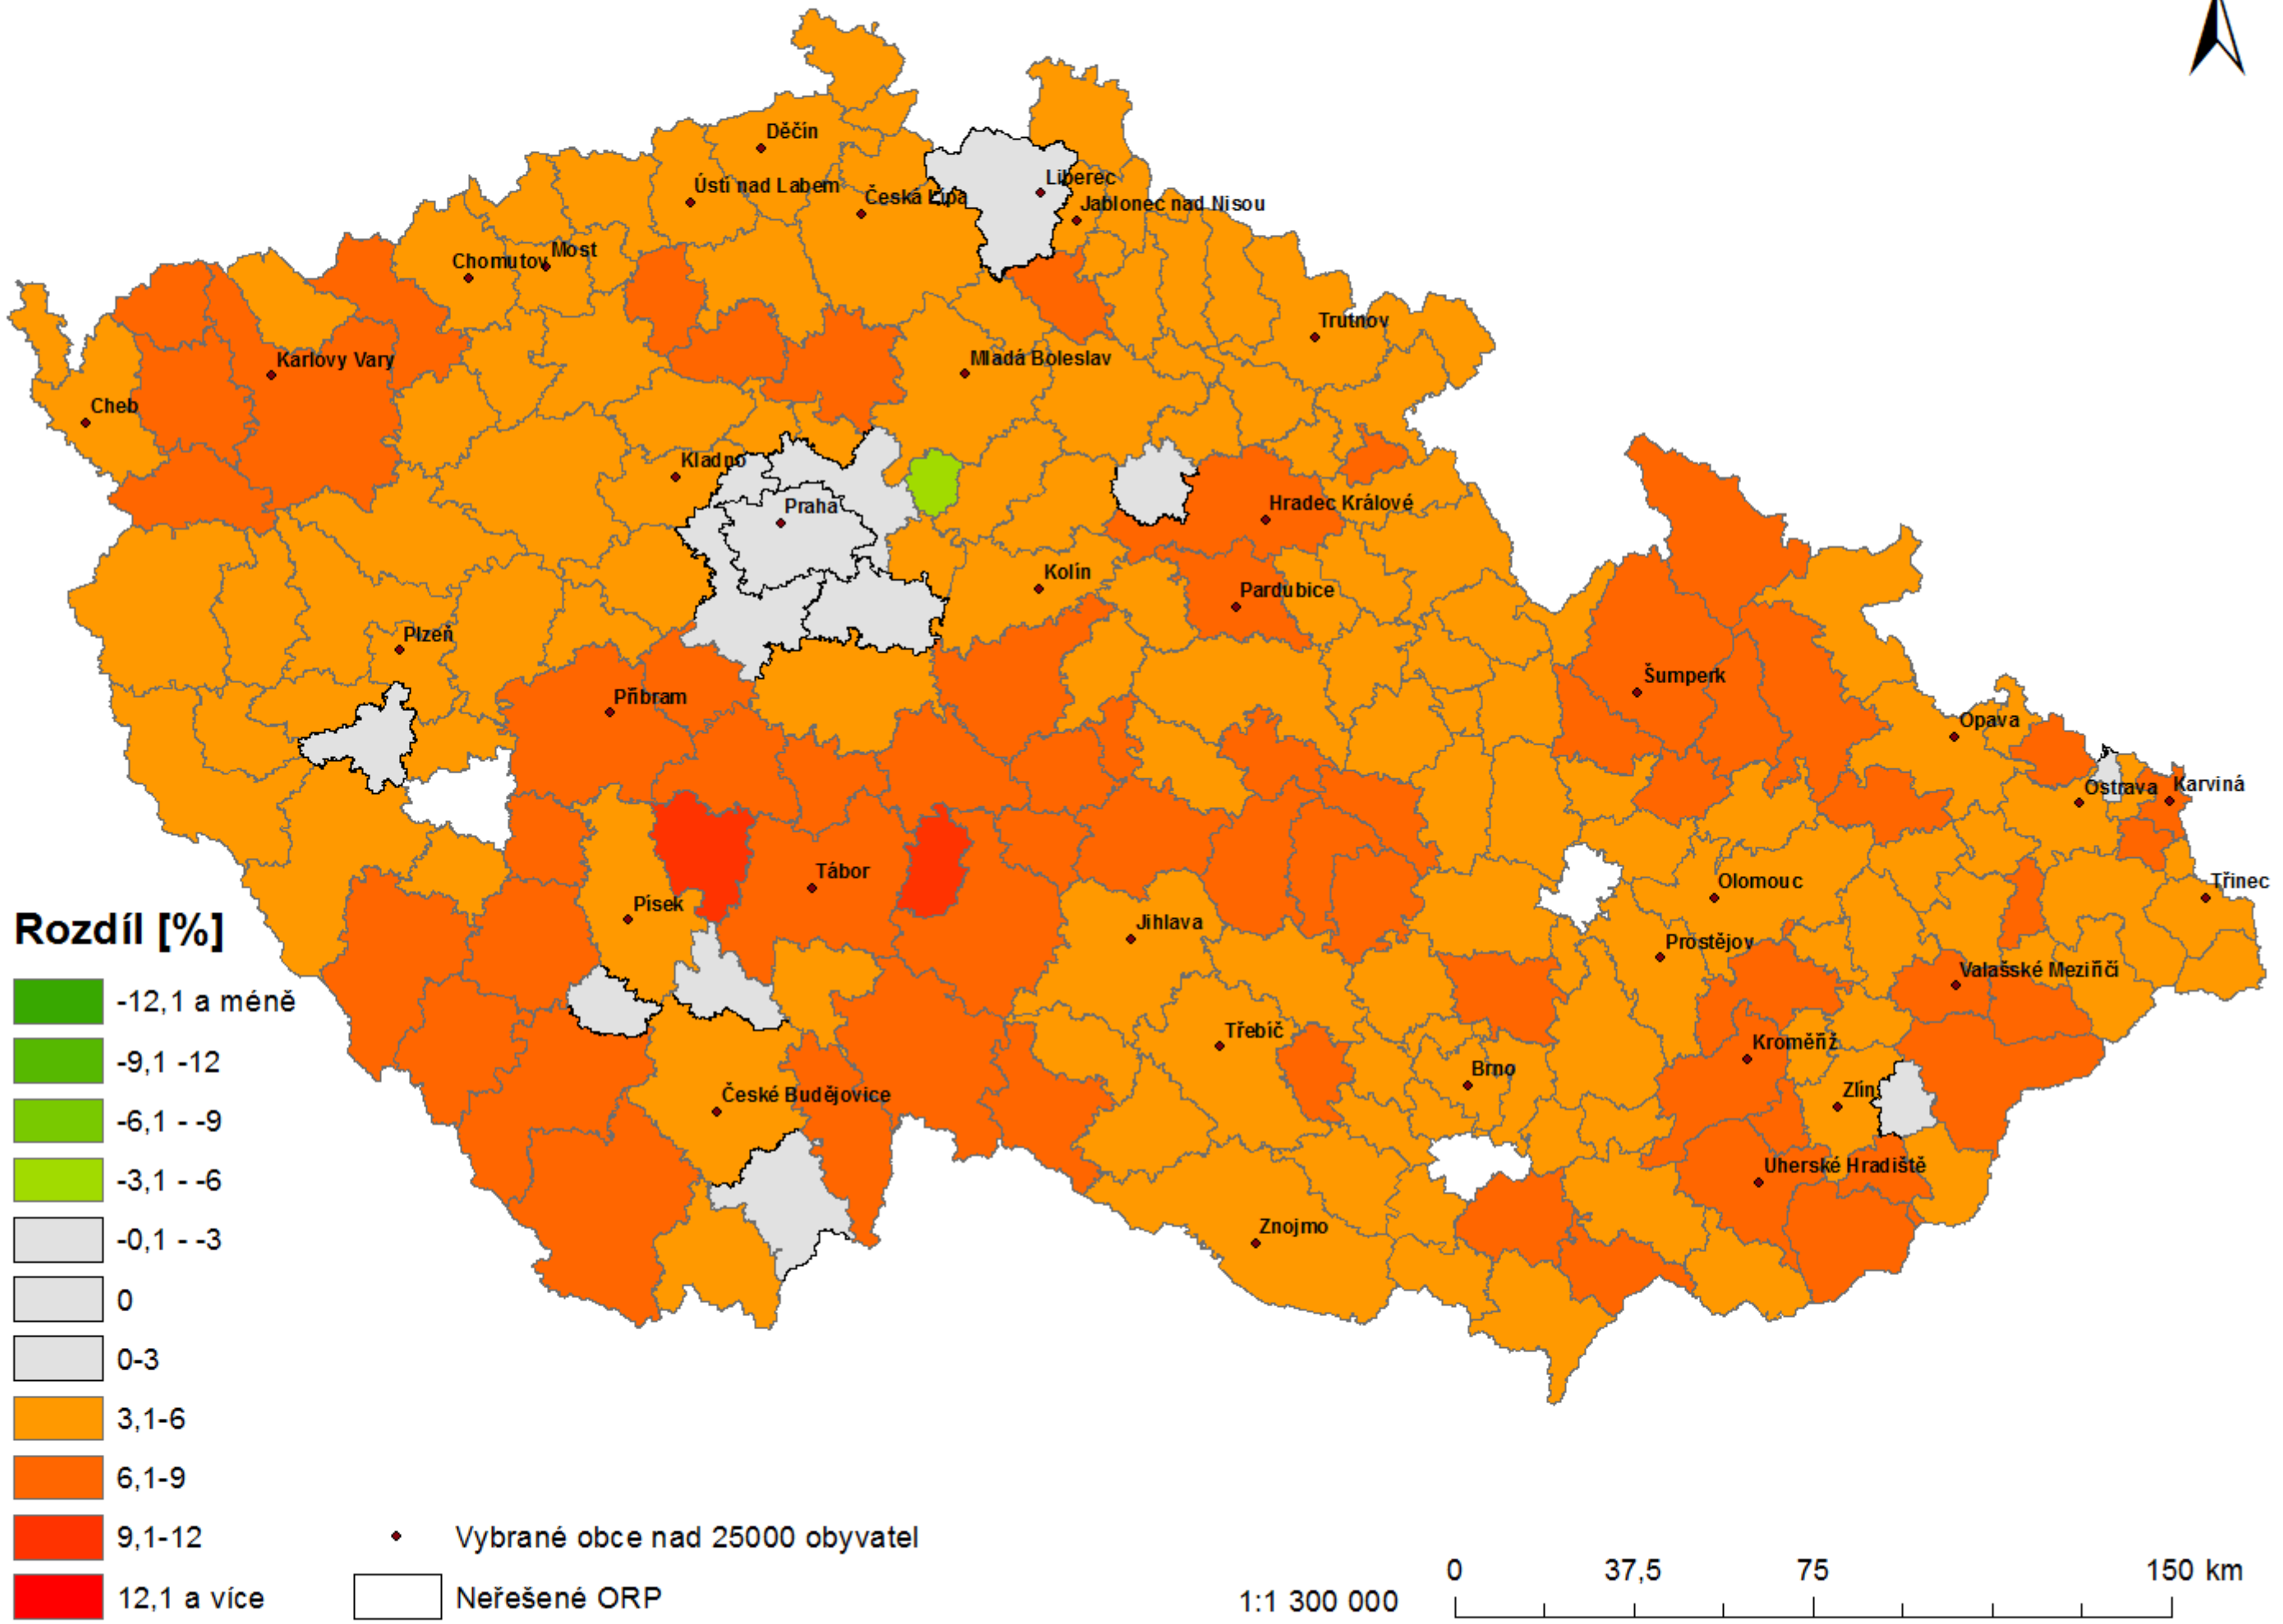 Děčín
Ústí nad Labem
Česká Lípa
Liberec
Jablonec nad Nisou
Chomutov
Most
Trutnov
Karlovy Vary
Mladá Boleslav
Cheb
Kladno
Praha
Hradec Králové
Kolín
Pardubice
Plzeň
Šumperk
Příbram
Opava
Ostrava
Karviná
Tábor
Olomouc
Třinec
Písek
Jihlava
Prostějov
Valašské Meziříčí
Třebíč
Kroměříž
Brno
České Budějovice
Zlín
Uherské Hradiště
Znojmo
Rozdíl [%]
-12,1 a méně
-9,1 -12
-6,1 - -9
-3,1 - -6
-0,1 - -3
0
0-3
3,1-6
6,1-9
9,1-12
12,1 a více
Vybrané obce nad 25000 obyvatel
Neřešené ORP
1:1 300 000
0 37,5 75 150 km